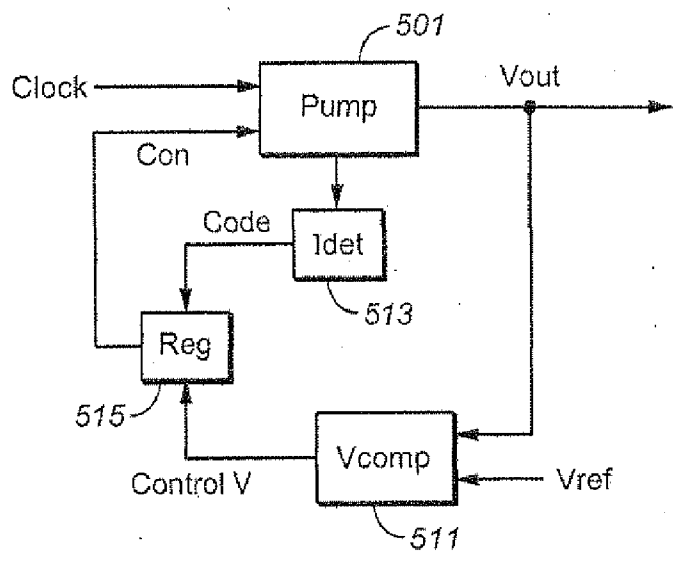 501
Clock
Pump
Vout
Con
Code
Idet
513
Reg
515
Control V
Vcomp
Vref
511